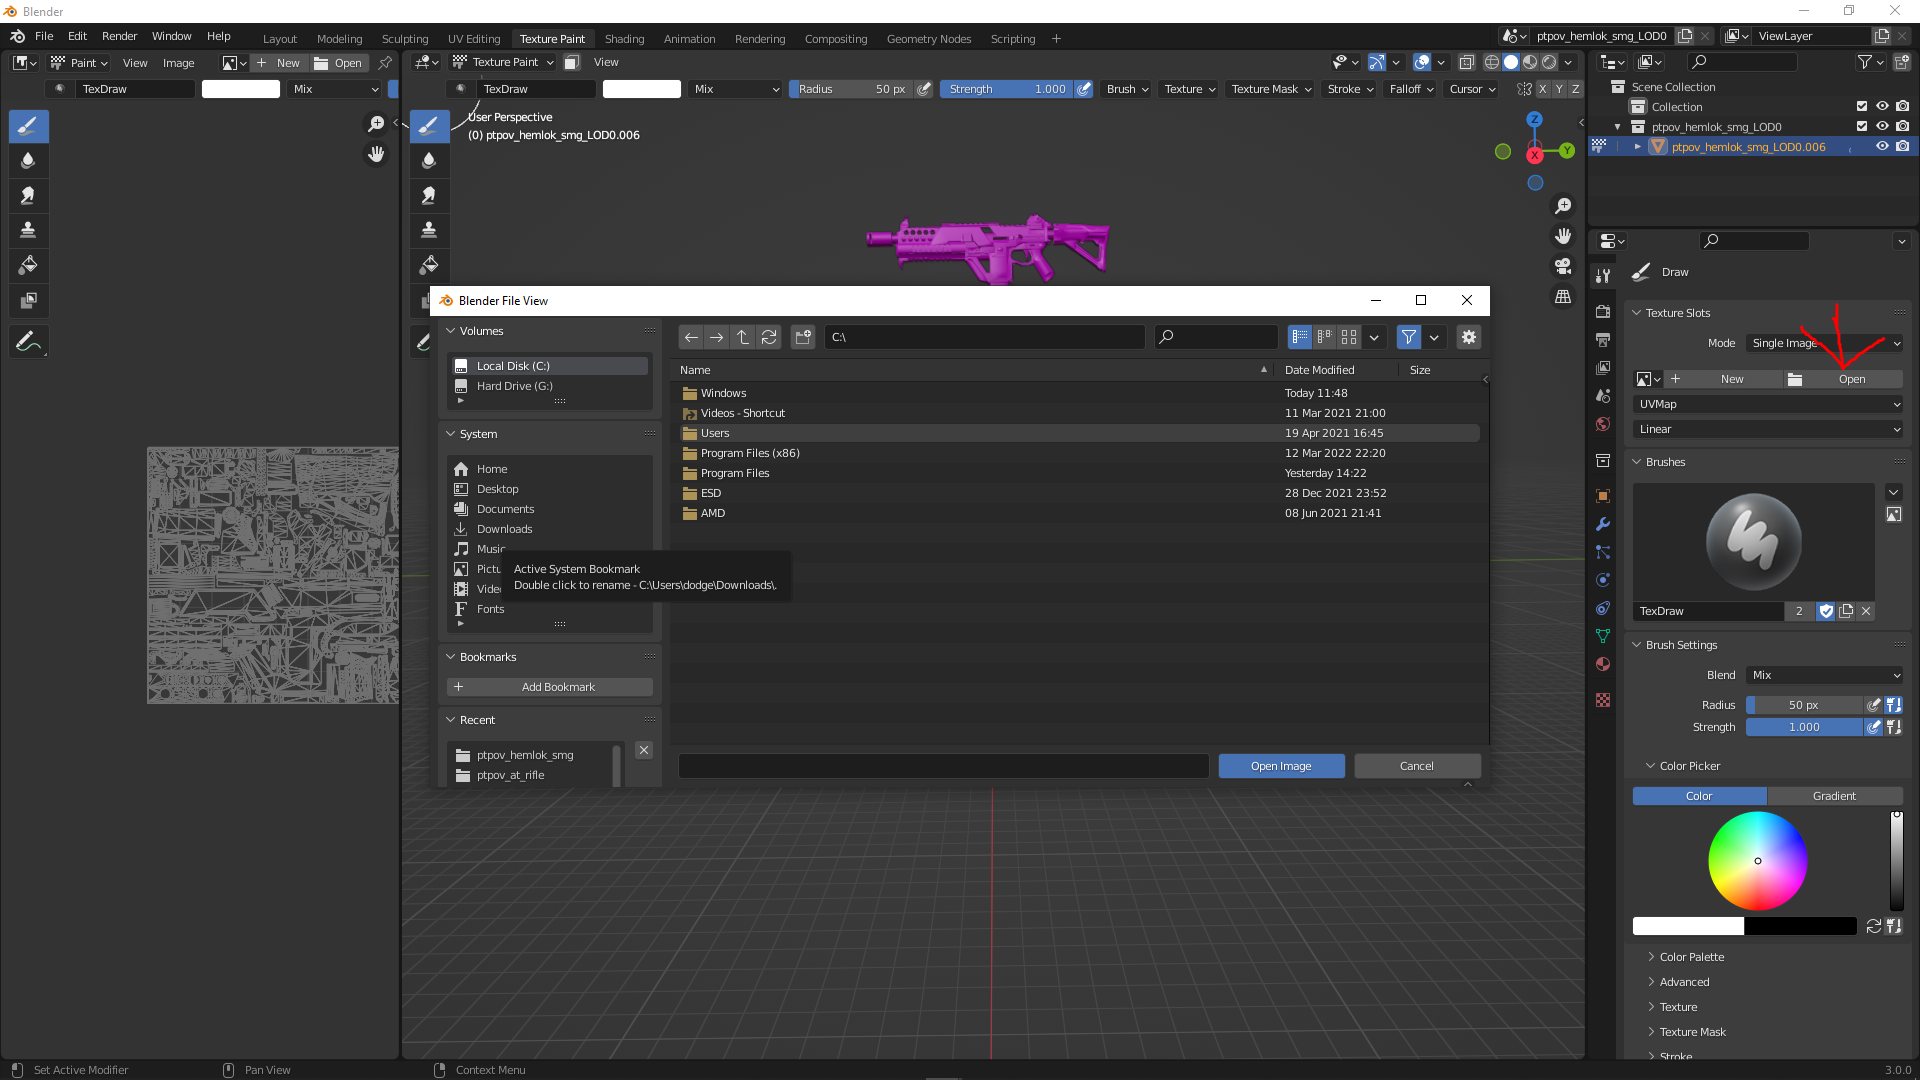 Blender
File Edit Render Window Help Layout Modeling Sculpting UV Editing Texture Paint Shading Animation Rendering Compositing Geometry Nodes Scripting + ptpov_hemlok_smg_LOD0 ViewLayer
Paint View Image + New Open Texture Paint View
TexDraw Mix TexDraw Mix Radius 50 px Strength 1.000 Brush Texture Texture Mask Stroke Falloff Cursor X Y Z
User Perspective
(0) ptpov_hemlok_smg_LOD0.006
Z
Y
X
Scene Collection
Collection
ptpov_hemlok_smg_LOD0
ptpov_hemlok_smg_LOD0.006
Draw
Texture Slots
Mode Single Image
+ New Open
UVMap
Linear
Brushes
TexDraw 2
Brush Settings
Blend Mix
Radius 50 px
Strength 1.000
Color Picker
Color Gradient
Color Palette
Advanced
Texture
Texture Mask
Stroke
Blender File View
Volumes
Local Disk (C:)
Hard Drive (G:)
System
Home
Desktop
Documents
Downloads
Music
Pictu
Video
Fonts
Bookmarks
+ Add Bookmark
Recent
ptpov_hemlok_smg
ptpov_at_rifle
C:\
Name Date Modified Size
Windows Today 11:48
Videos - Shortcut 11 Mar 2021 21:00
Users 19 Apr 2021 16:45
Program Files (x86) 12 Mar 2022 22:20
Program Files Yesterday 14:22
ESD 28 Dec 2021 23:52
AMD 08 Jun 2021 21:41
Active System Bookmark
Double click to rename - C:\Users\dodge\Downloads\.
Open Image Cancel
Set Active Modifier Pan View Context Menu 3.0.0